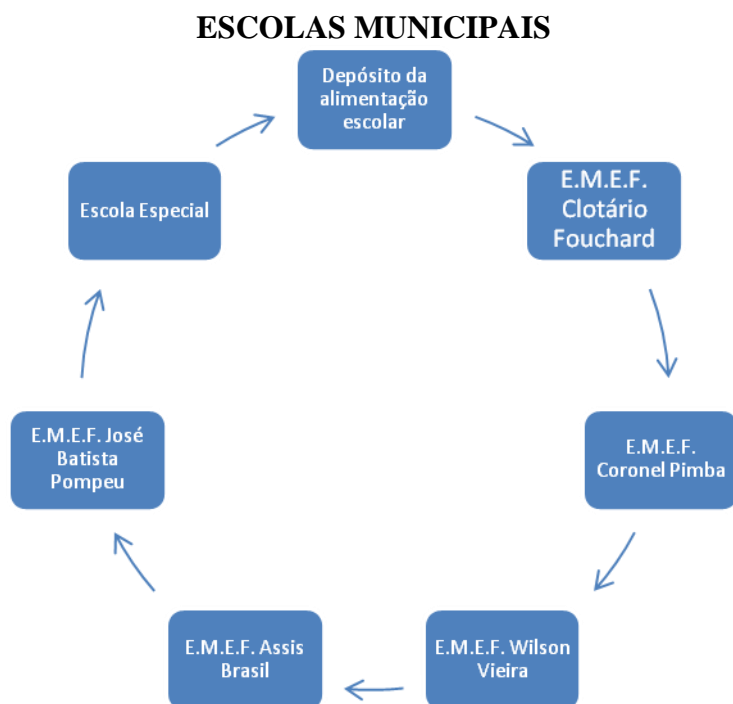 ESCOLAS MUNICIPAIS
Depósito da
alimentação
escolar
E.M.E.F.
Clotário
Fouchard
E.M.E.F.
Coronel Pimba
E.M.E.F. Wilson
Vieira
E.M.E.F. Assis
Brasil
E.M.E.F. José
Batista
Pompeu
Escola Especial